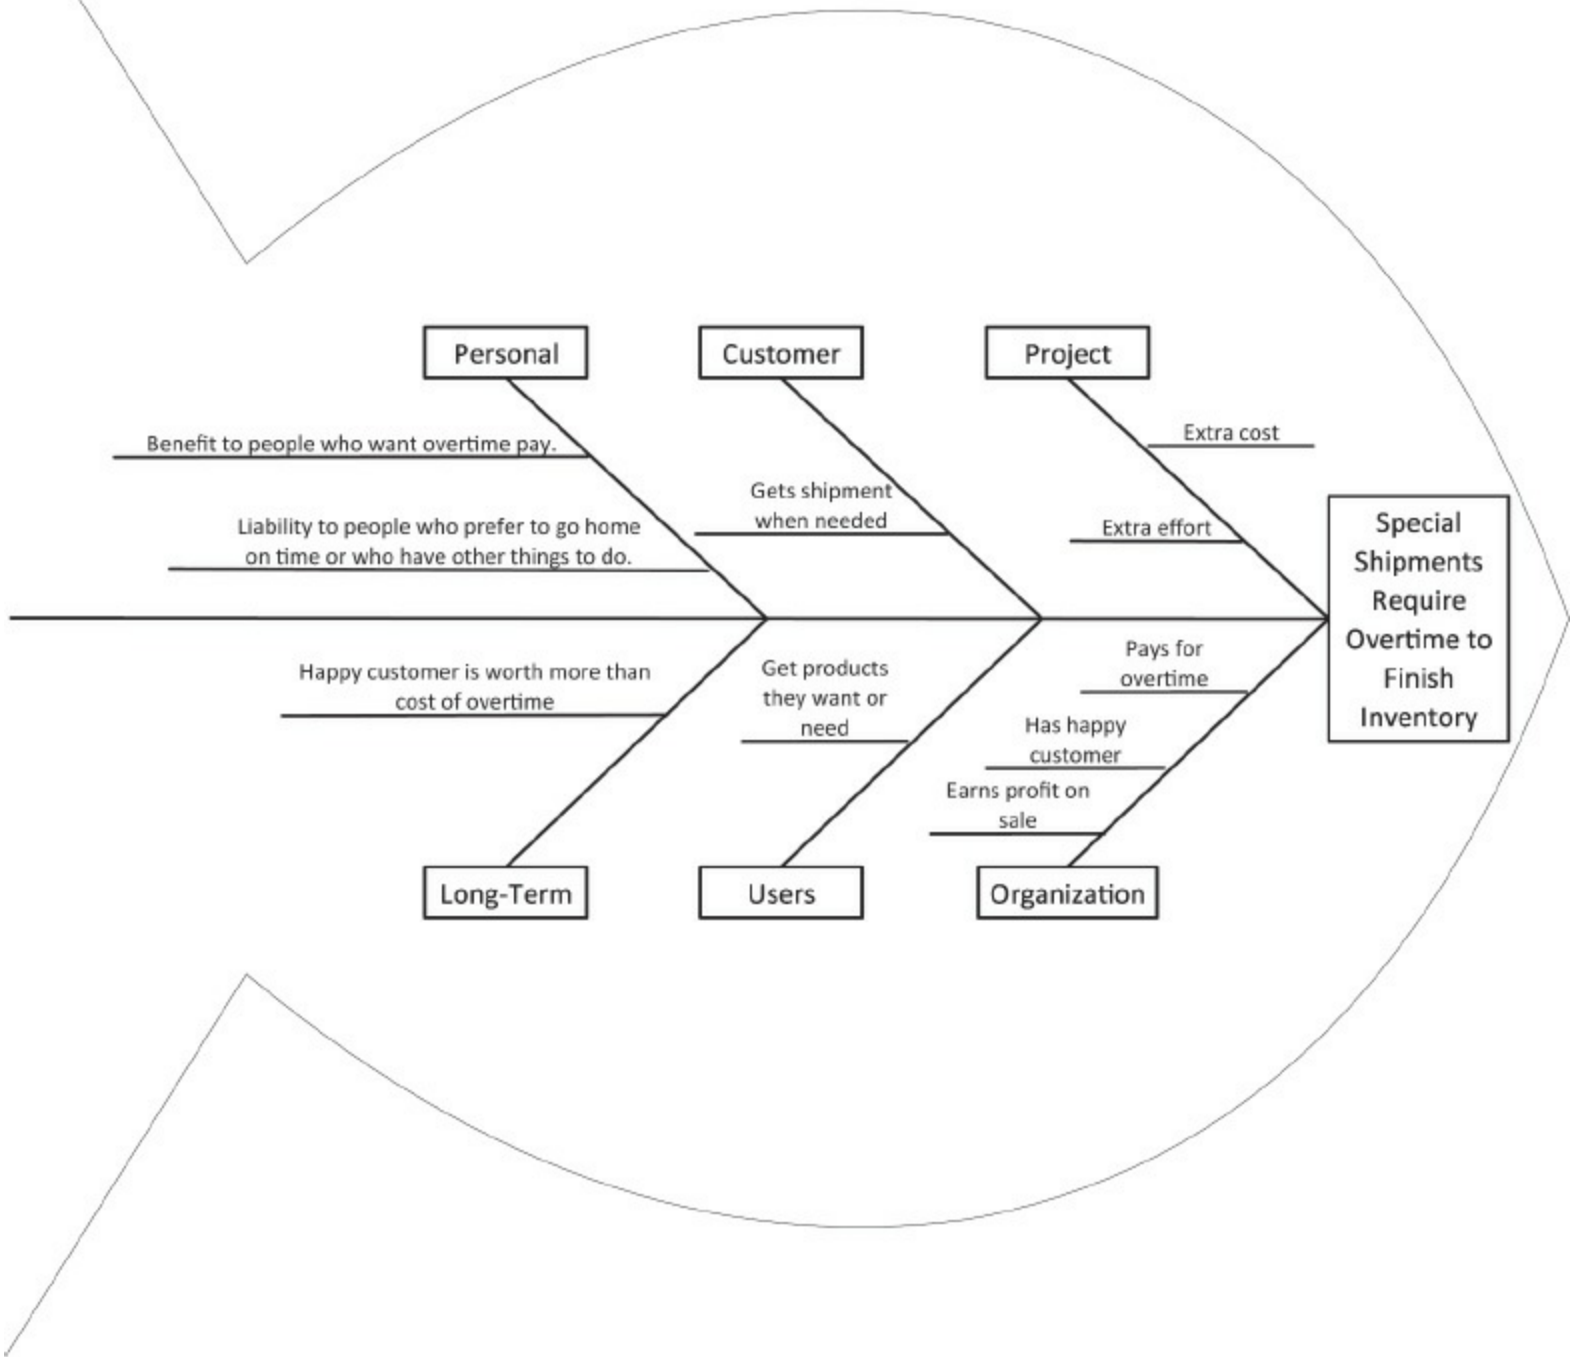 Personal
Customer
Project
Benefit to people who want overtime pay.
Extra cost
Gets shipment
when needed
Liability to people who prefer to go home
on time or who have other things to do.
Extra effort
Special
Shipments
Require
Overtime to
Finish
Inventory
Happy customer is worth more than
cost of overtime
Get products
they want or
need
Pays for
overtime
Has happy
customer
Earns profit on
sale
Long-Term
Users
Organization